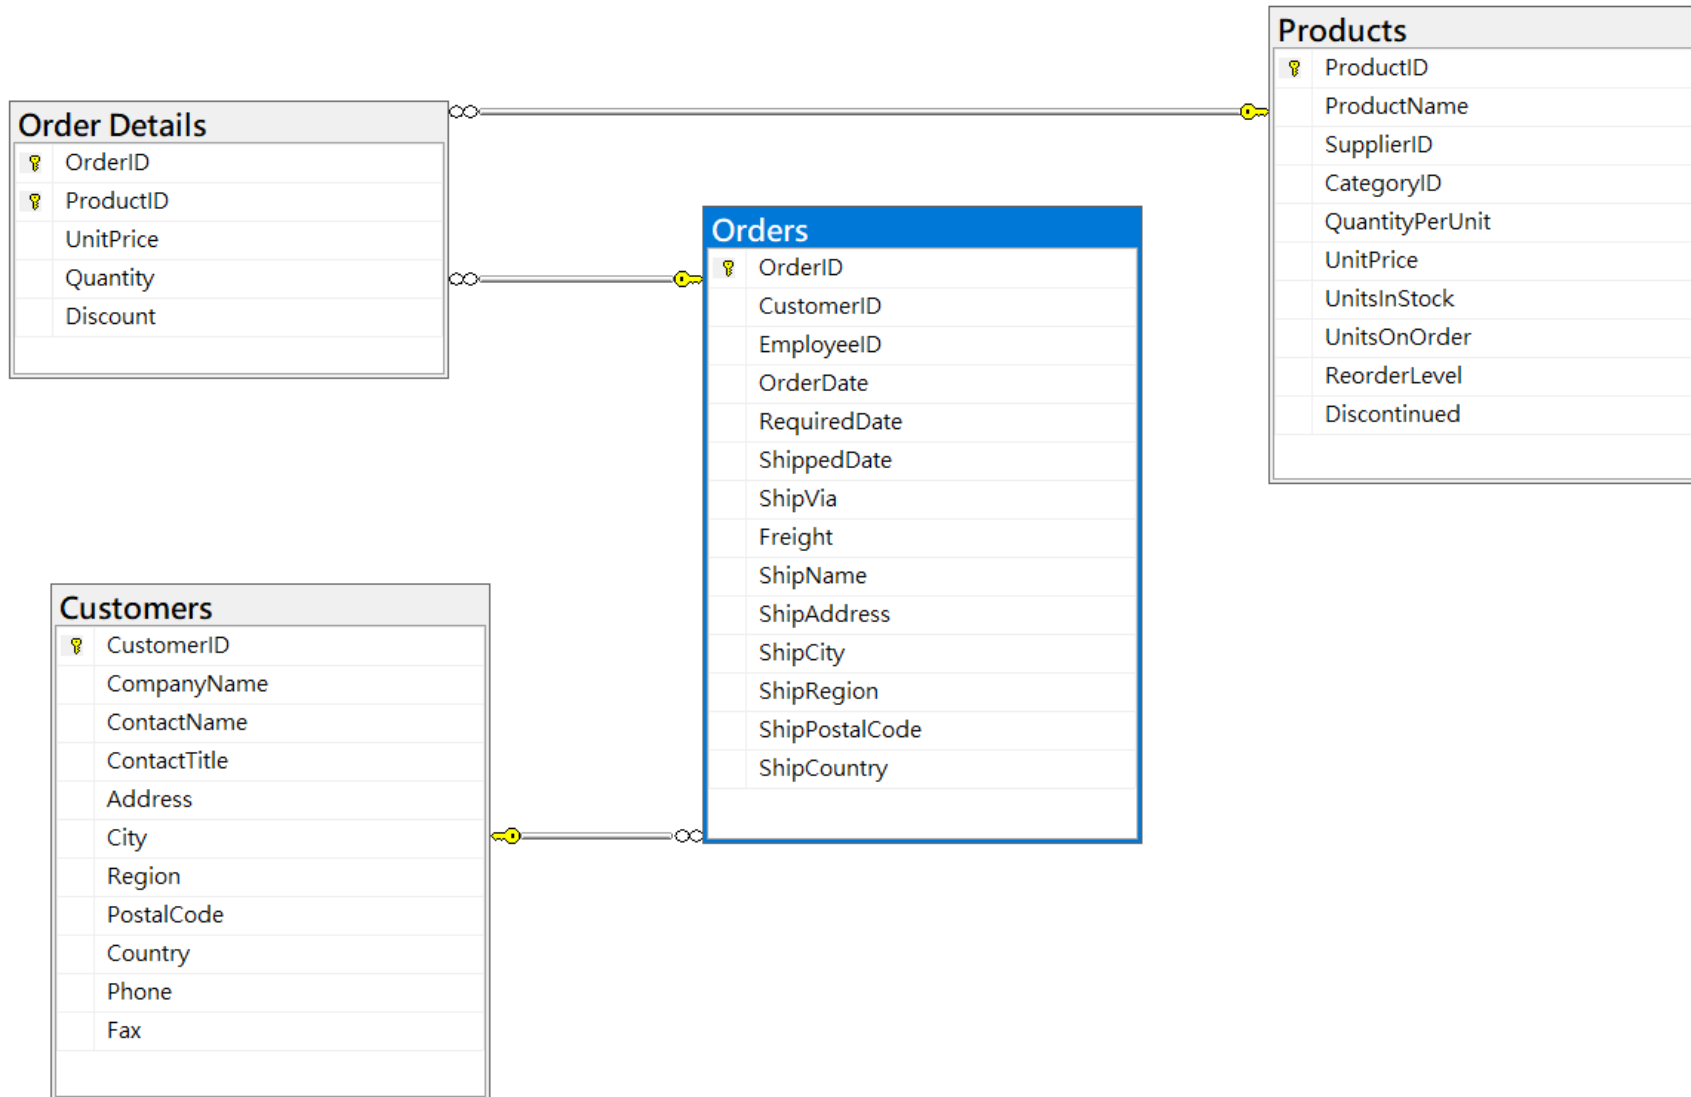 Order Details
OrderID
ProductID
UnitPrice
Quantity
Discount
Customers
CustomerID
CompanyName
ContactName
ContactTitle
Address
City
Region
PostalCode
Country
Phone
Fax
Orders
OrderID
CustomerID
EmployeeID
OrderDate
RequiredDate
ShippedDate
ShipVia
Freight
ShipName
ShipAddress
ShipCity
ShipRegion
ShipPostalCode
ShipCountry
Products
ProductID
ProductName
SupplierID
CategoryID
QuantityPerUnit
UnitPrice
UnitsInStock
UnitsOnOrder
ReorderLevel
Discontinued